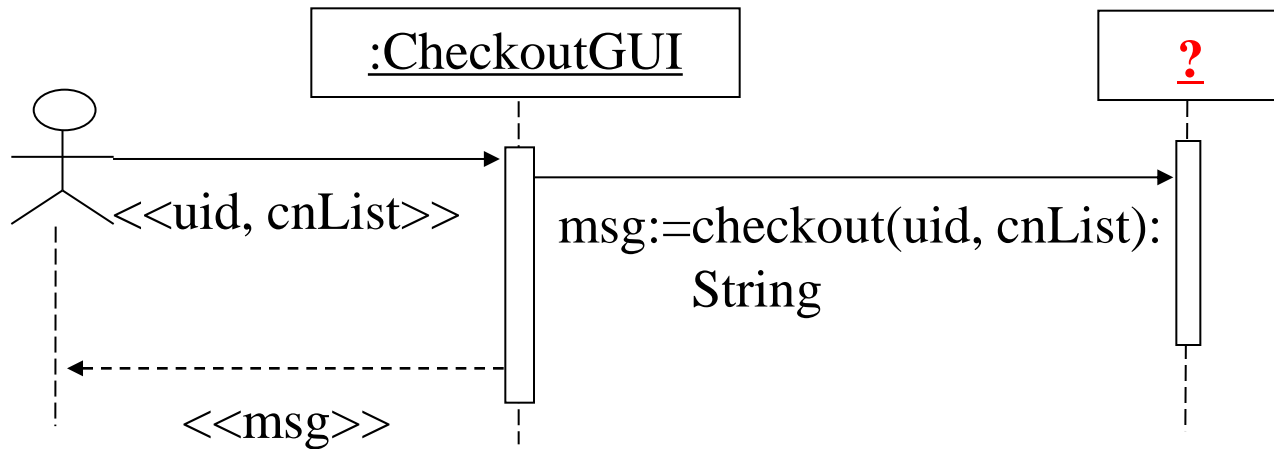 :CheckoutGUI
?
<<uid, cnList>>
msg:=checkout(uid, cnList):
String
<<msg>>